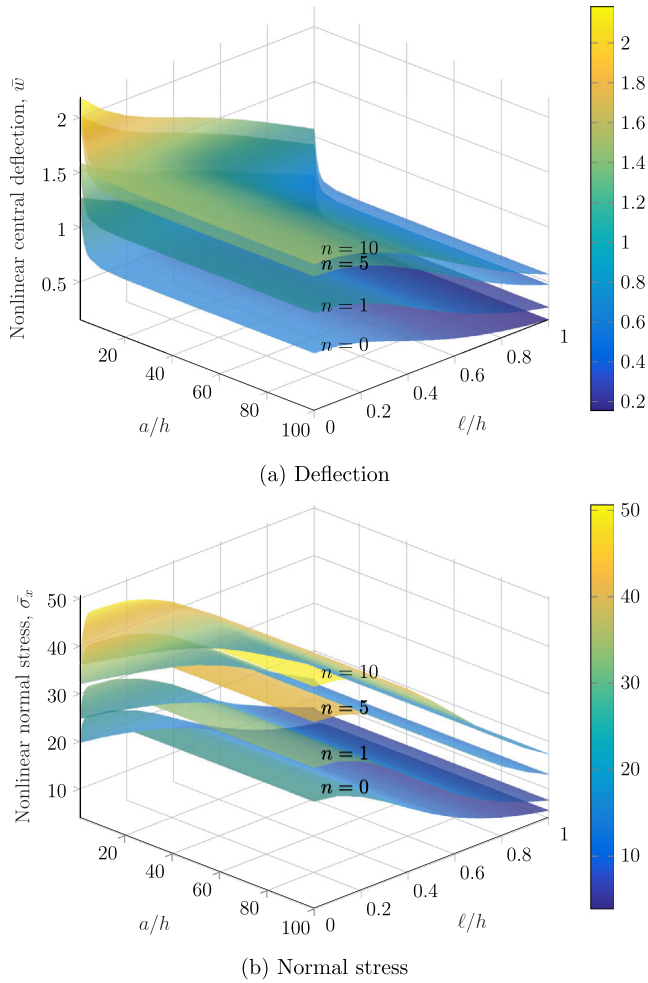 Nonlinear central deflection, w̄
2
1.5
1
0.5
20
40
60
80
100
a/h
0
0.2
0.4
0.6
0.8
1
ℓ/h
n = 10
n = 5
n = 1
n = 0
2
1.8
1.6
1.4
1.2
1
0.8
0.6
0.4
0.2
(a) Deflection
Nonlinear normal stress, σ̄ₓ
50
40
30
20
10
20
40
60
80
100
a/h
0
0.2
0.4
0.6
0.8
1
ℓ/h
n = 10
n = 5
n = 1
n = 0
50
40
30
20
10
(b) Normal stress